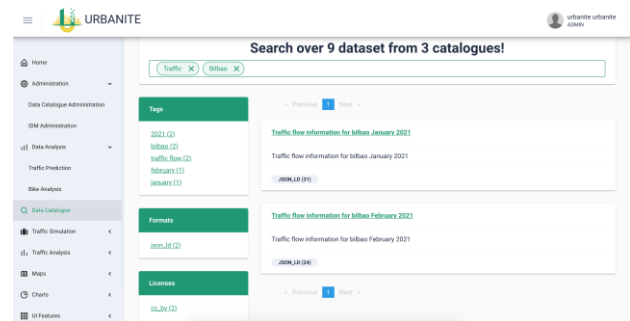 URBANITE
urbanite urbanite
ADMIN
Home
Administration
Data Catalogue Administration
IDM Administration
Data Analysis
Traffic Prediction
Bike Analysis
Data Catalogue
Traffic Simulation
Traffic Analysis
Maps
Charts
UI Features
Search over 9 dataset from 3 catalogues!
Traffic X Bilbao X
Tags
2021 (2)
bilbao (2)
traffic flow (2)
february (1)
january (1)
Formats
json_ld (2)
Licenses
cc_by (2)
« Previous 1 Next »
Traffic flow information for bilbao January 2021
Traffic flow information for bilbao January 2021
JSON_LD (31)
Traffic flow information for bilbao February 2021
Traffic flow information for bilbao February 2021
JSON_LD (24)
« Previous 1 Next »